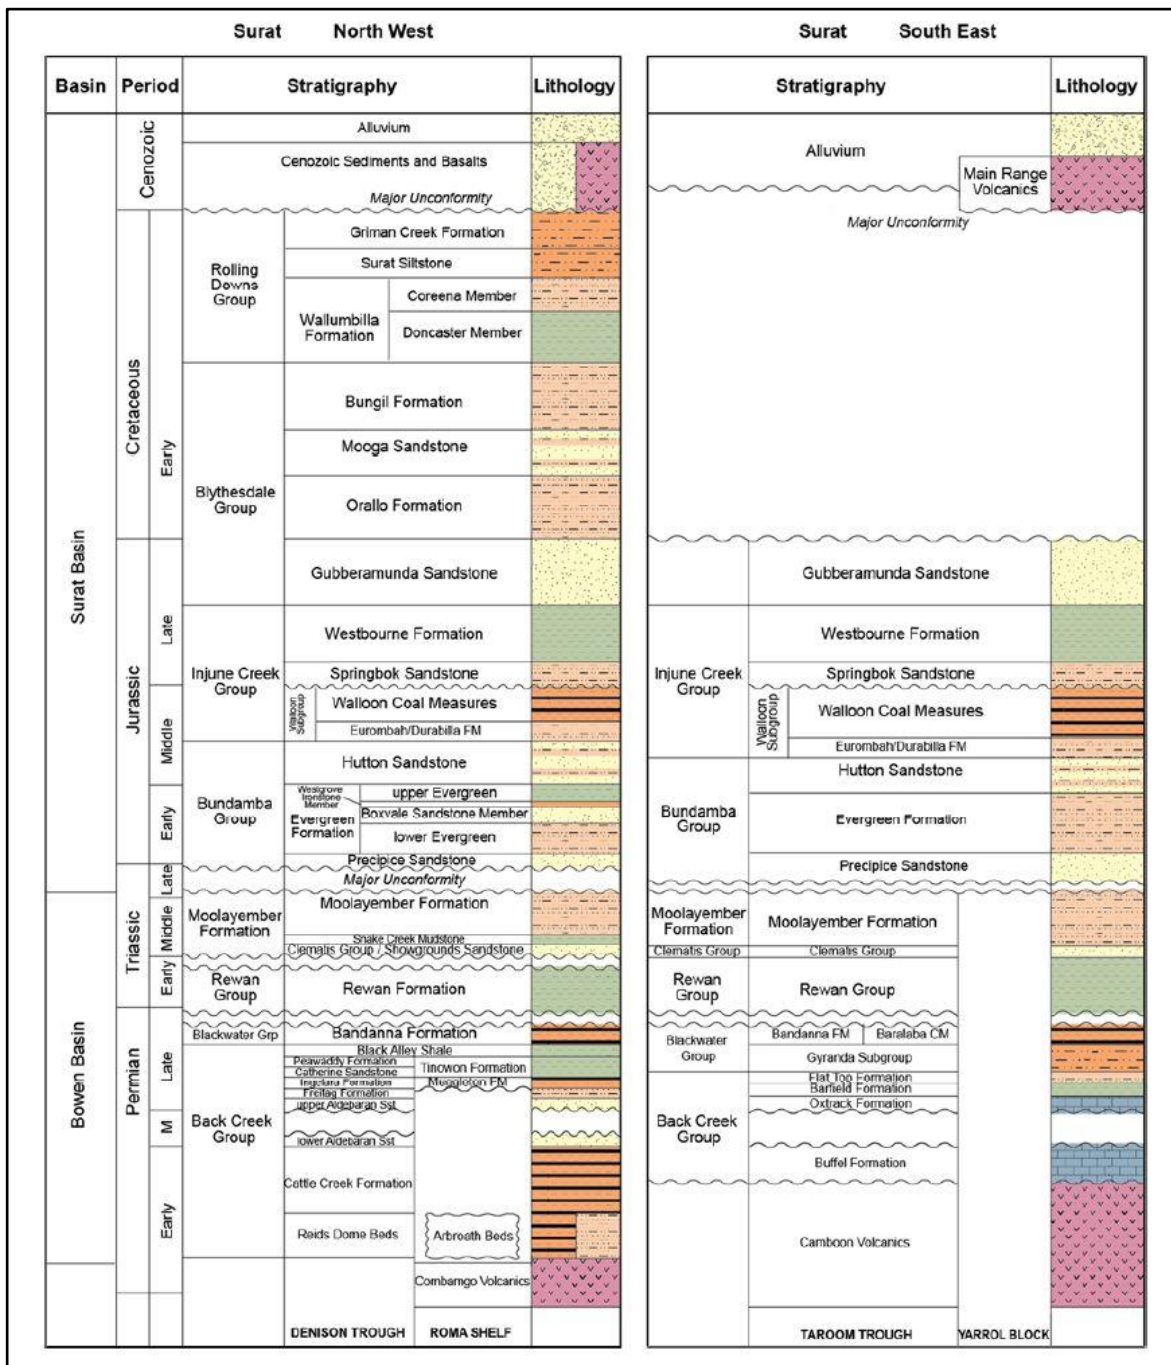 Surat North West
Basin Period Stratigraphy Lithology
Surat Basin
Bowen Basin
Cenozoic
Cretaceous
Early
Jurassic
Late
Middle
Early
Triassic
Late
Middle
Early
Permian
Late
M
Early
Alluvium
Cenozoic Sediments and Basalts
Major Unconformity
Rolling
Downs
Group
Griman Creek Formation
Surat Siltstone
Wallumbilla
Formation
Coreena Member
Doncaster Member
Blythesdale
Group
Bungil Formation
Mooga Sandstone
Orallo Formation
Gubberamunda Sandstone
Injune Creek
Group
Westbourne Formation
Springbok Sandstone
Walloon
Subgroup
Walloon Coal Measures
Eurombah/Durabilla FM
Bundamba
Group
Hutton Sandstone
Westgrove
Ironstone
Member
Evergreen
Formation
upper Evergreen
Boxvale Sandstone Member
lower Evergreen
Precipice Sandstone
Major Unconformity
Moolayember
Formation
Moolayember Formation
Snake Creek Mudstone
Clematis Group / Showgrounds Sandstone
Rewan
Group
Rewan Formation
Blackwater Grp
Bandanna Formation
Back Creek
Group
Black Alley Shale
Peawaddy Formation
Catherine Sandstone
Ingelara Formation
Freitag Formation
upper Aldebaran Sst
Tinowon Formation
Muggleton FM
lower Aldebaran Sst
Cattle Creek Formation
Reids Dome Beds
Arbroath Beds
Combarngo Volcanics
DENISON TROUGH ROMA SHELF
Surat South East
Stratigraphy Lithology
Alluvium
Main Range
Volcanics
Major Unconformity
Gubberamunda Sandstone
Injune Creek
Group
Westbourne Formation
Springbok Sandstone
Walloon
Subgroup
Walloon Coal Measures
Eurombah/Durabilla FM
Bundamba
Group
Hutton Sandstone
Evergreen Formation
Precipice Sandstone
Moolayember
Formation
Moolayember Formation
Clematis Group Clematis Group
Rewan
Group
Rewan Group
Blackwater
Group
Bandanna FM Baralaba CM
Gyranda Subgroup
Back Creek
Group
Flat Top Formation
Barfield Formation
Oxtrack Formation
Buffel Formation
Camboon Volcanics
TAROOM TROUGH YARROL BLOCK